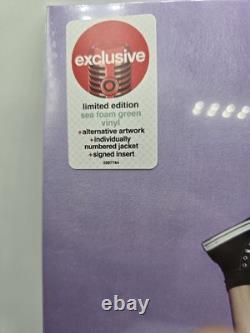 exclusive
limited edition
sea foam green
vinyl
+alternative artwork
+individually
numbered jacket
+signed insert